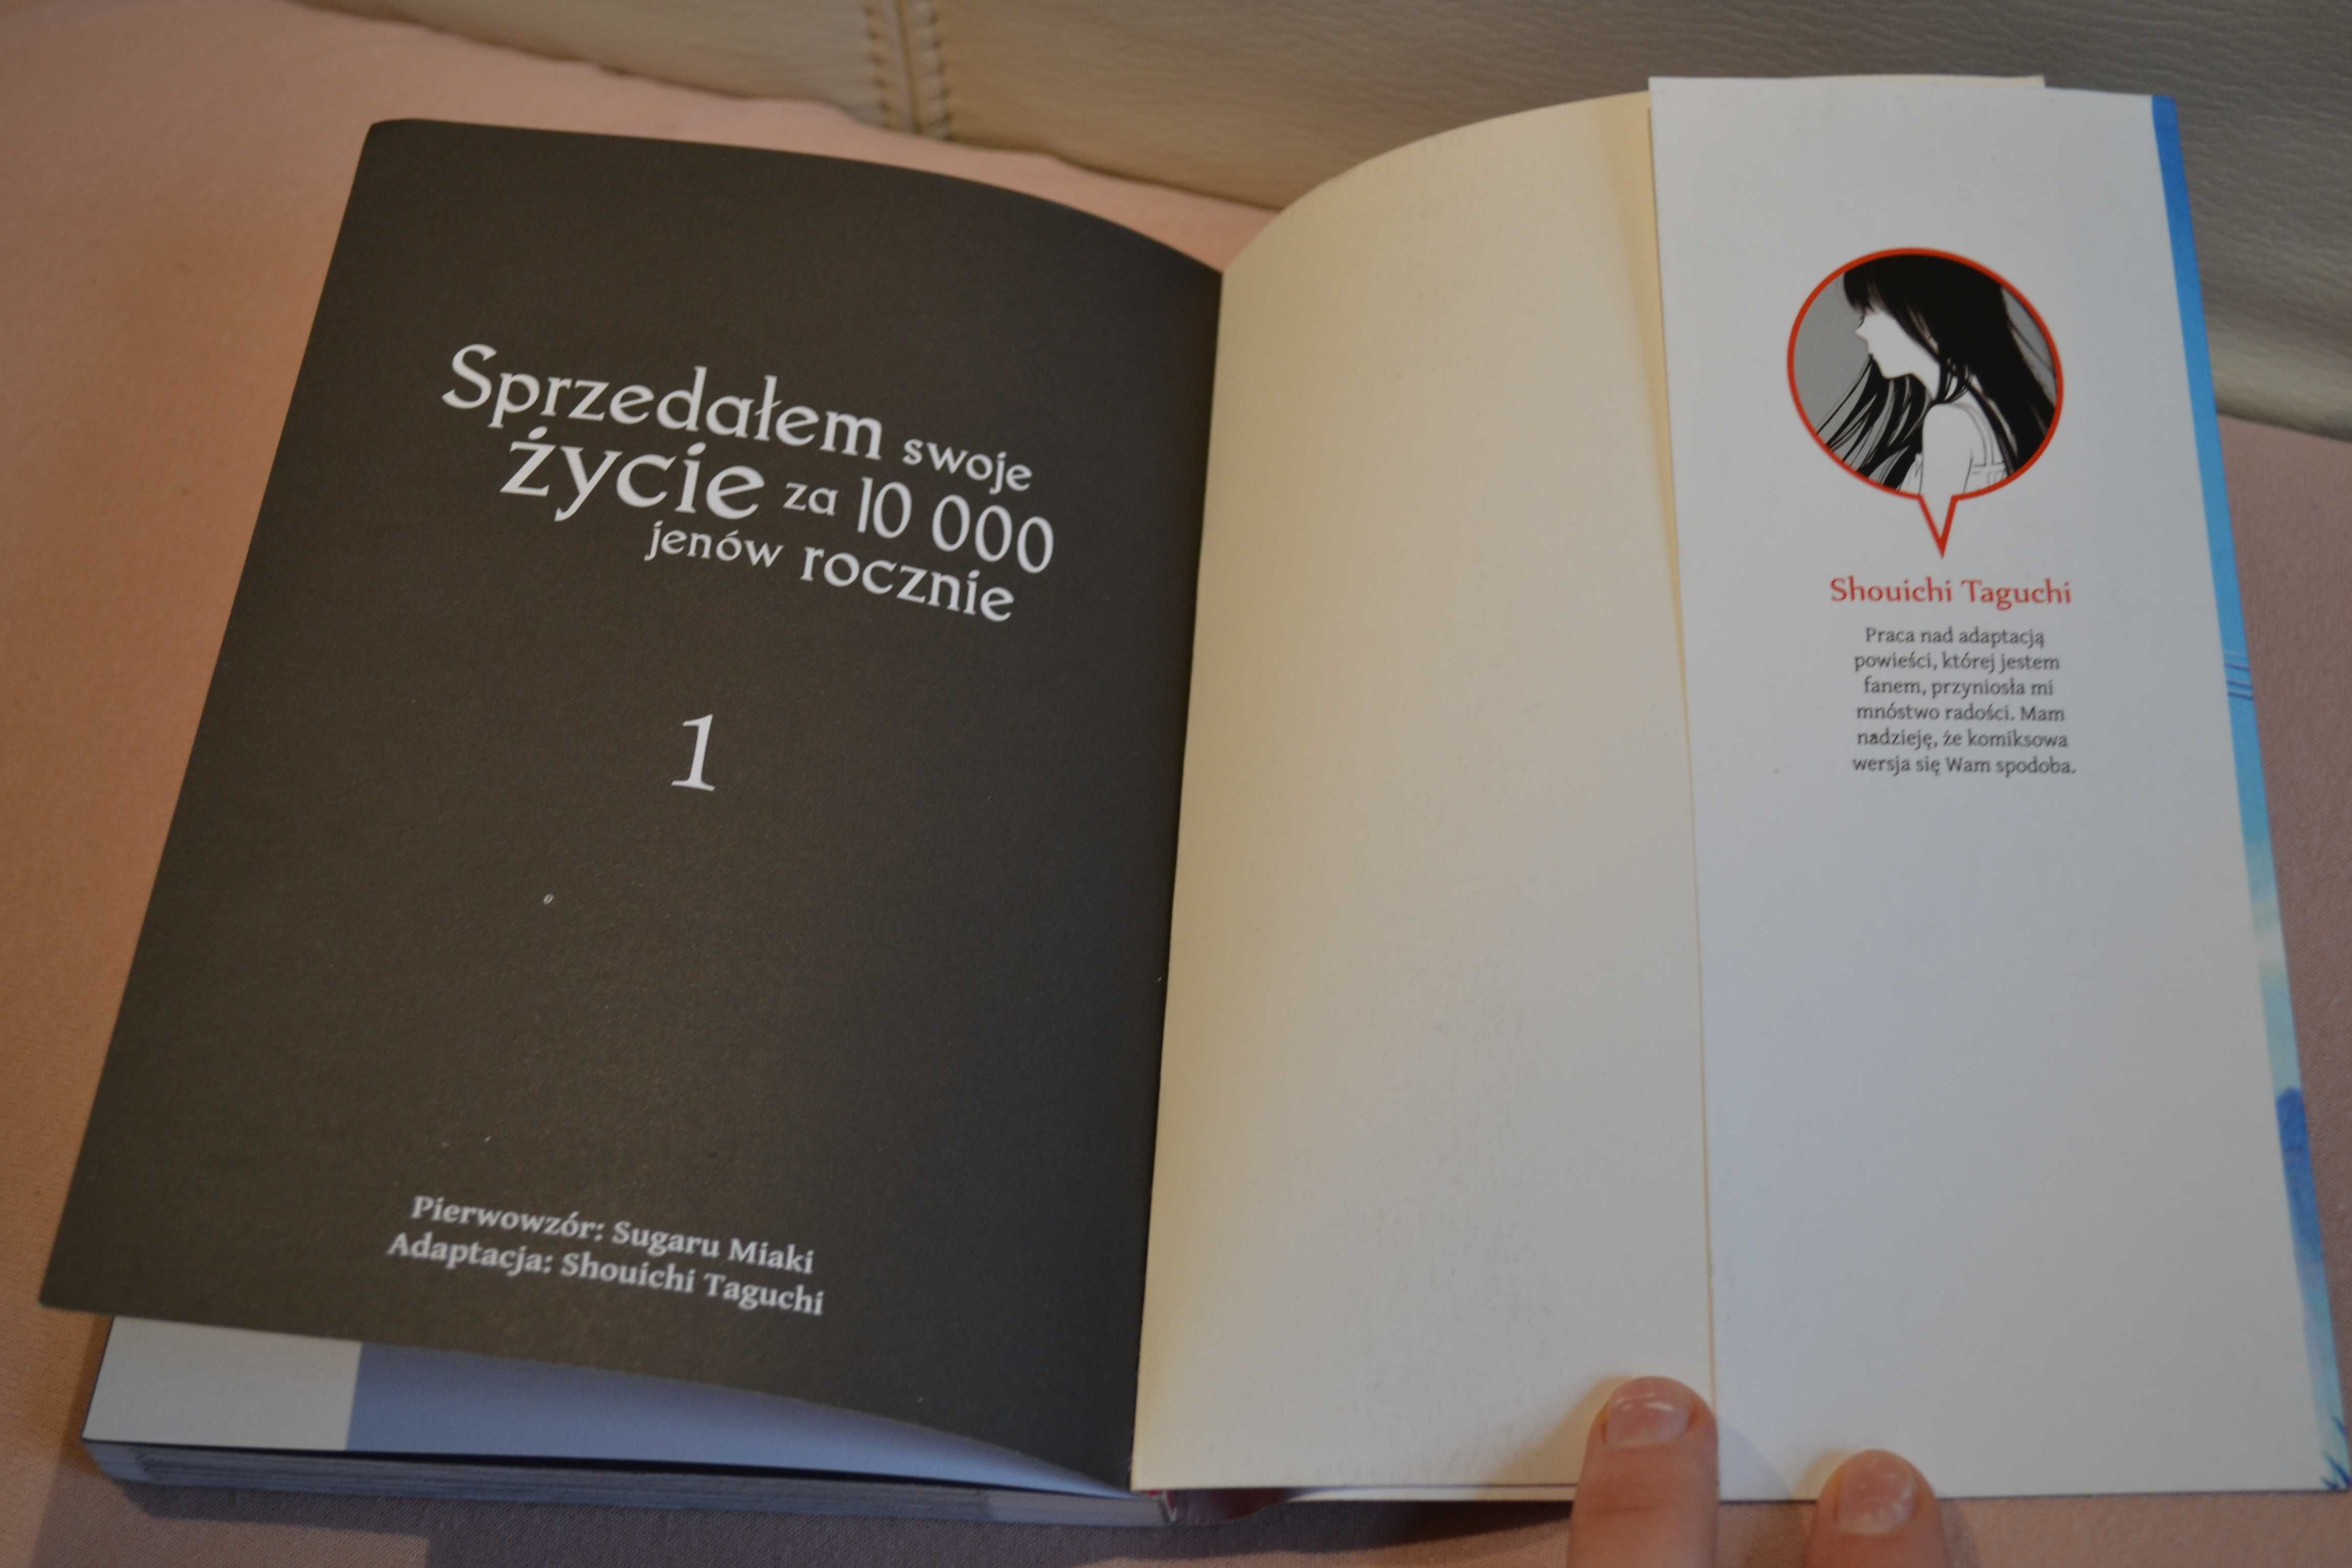 Sprzedałem swoje
życie za 10 000
jenów rocznie
1
Pierwowzór: Sugaru Miaki
Adaptacja: Shouichi Taguchi
Shouichi Taguchi
Praca nad adaptacją
powieści, której jestem
fanem, przyniosła mi
mnóstwo radości. Mam
nadzieję, że komiksowa
wersja się Wam spodoba.